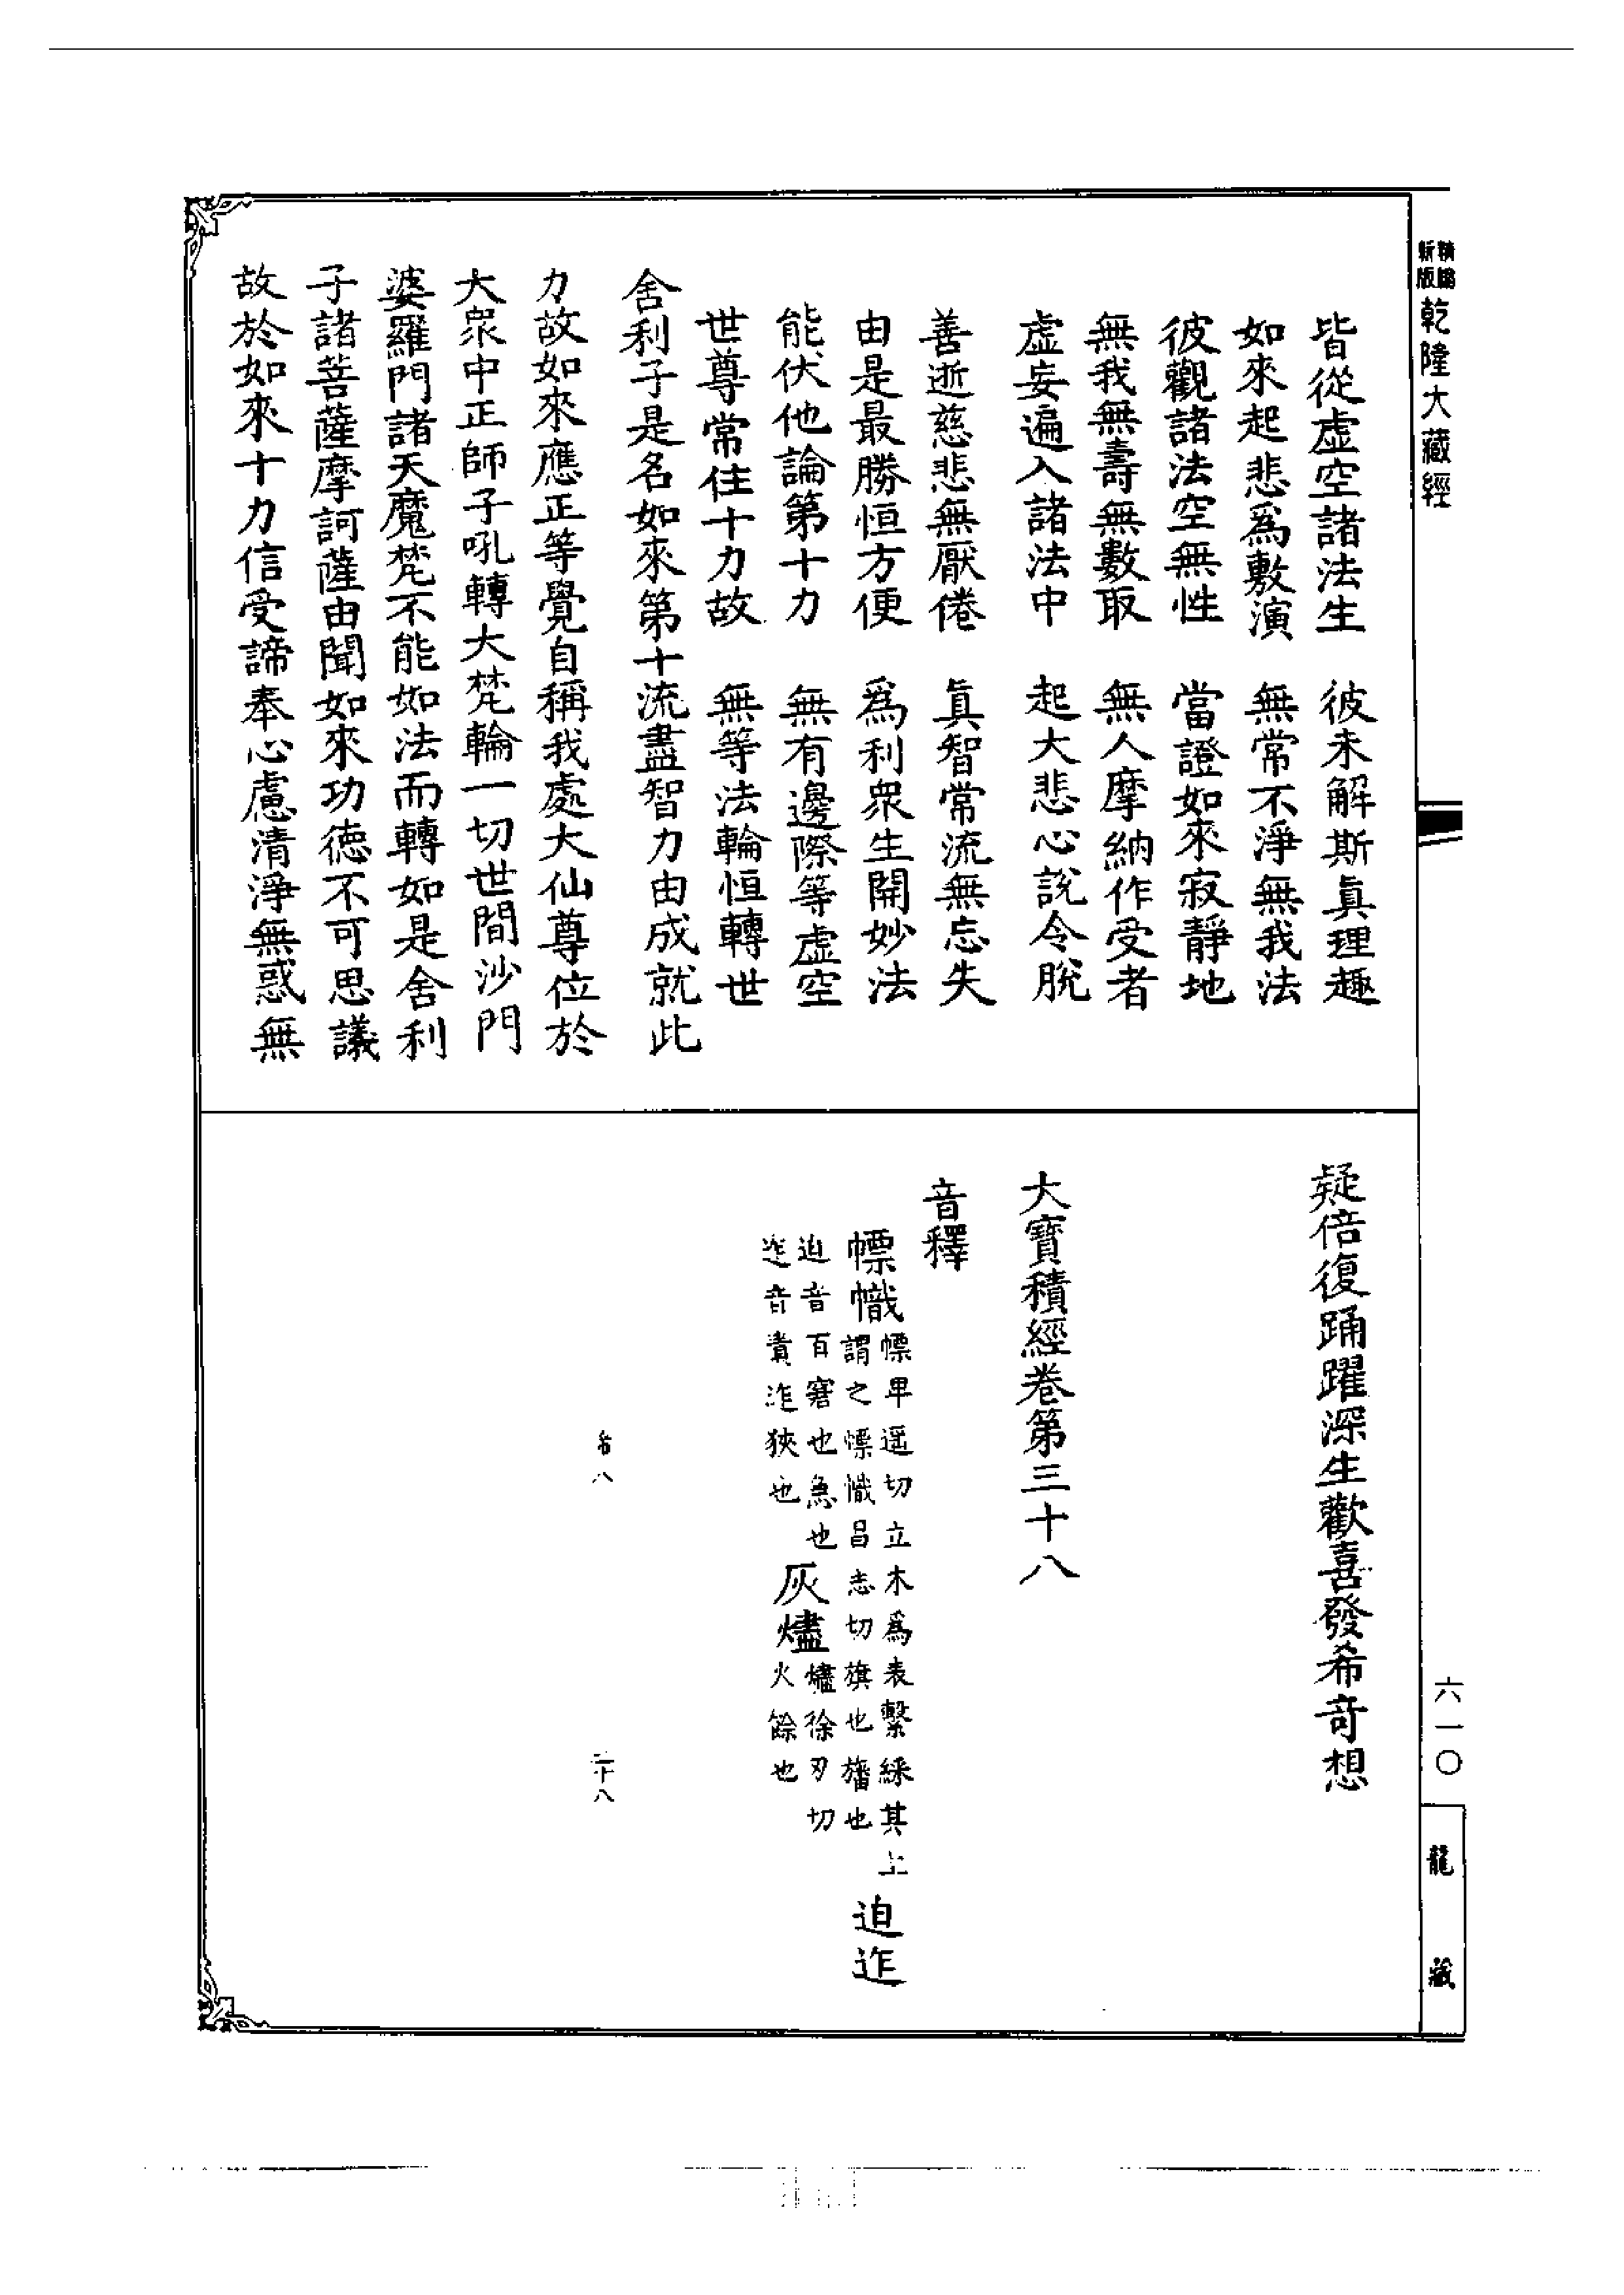 新版精編乾隆大藏經
皆從虛空諸法生　彼未解斯真理趣
如來起悲為敷演　無常不淨無我法
彼觀諸法空無性　當證如來寂靜地
無我無壽無數取　無人摩納作受者
虛妄遍入諸法中　起大悲心說令脫
善逝慈悲無厭倦　真智常流無忘失
由是最勝恒方便　為利眾生開妙法
能伏他論第十力　無有邊際等虛空
世尊常住十力故　無等法輪恒轉世
舍利子是名如來第十流盡智力由成就此
力故如來應正等覺自稱我處大仙尊位於
大眾中正師子吼轉大梵輪一切世間沙門
婆羅門諸天魔梵不能如法而轉如是舍利
子諸菩薩摩訶薩由聞如來功德不可思議
故於如來十力信受諦奉心慮清淨無惑無
疑倍復踊躍深生歡喜發希奇想
大寶積經卷第三十八
音釋
幖幟
幖卑遥切立木為表繫綵其上
謂之幖幟昌志切旗也旛也
迫迮
迫音百窘也急也
迮音責迮狹也
灰燼
燼徐刃切
火餘也
六一〇
龍藏